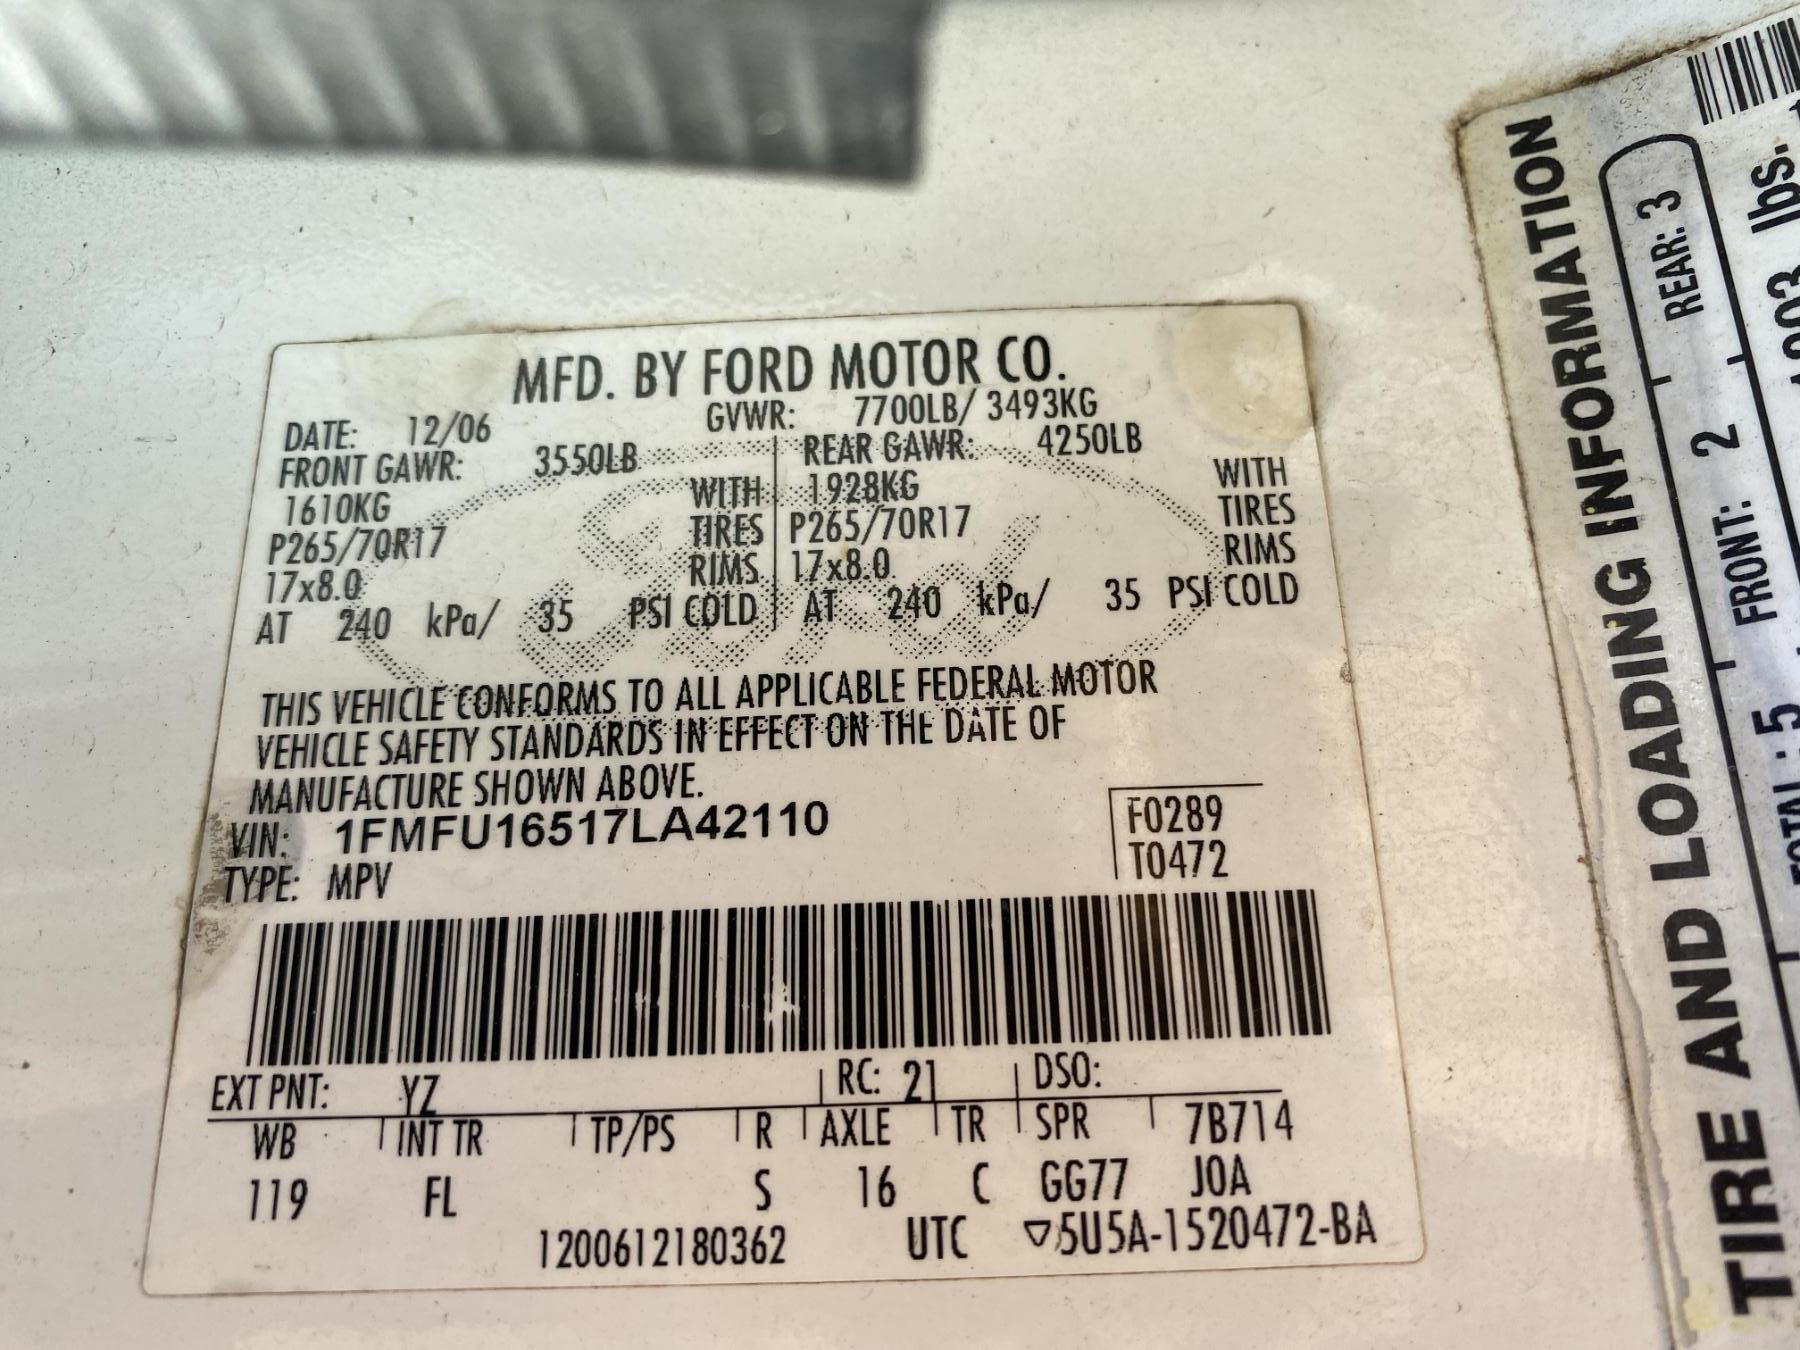 MFD. BY FORD MOTOR CO.
DATE: 12/06 GVWR: 7700LB/ 3493KG
FRONT GAWR: 3550LB REAR GAWR: 4250LB
1610KG WITH 1928KG WITH
P265/70R17 TIRES P265/70R17 TIRES
17x8.0 RIMS 17x8.0 RIMS
AT 240 kPa/ 35 PSI COLD AT 240 kPa/ 35 PSI COLD
THIS VEHICLE CONFORMS TO ALL APPLICABLE FEDERAL MOTOR
VEHICLE SAFETY STANDARDS IN EFFECT ON THE DATE OF
MANUFACTURE SHOWN ABOVE.
VIN: 1FMFU16517LA42110 F0289
TYPE: MPV T0472
EXT PNT: YZ RC: 21 DSO:
WB INT TR TP/PS R AXLE TR SPR 7B714
119 FL S 16 C GG77 J0A
1200612180362 UTC ▽5U5A-1520472-BA
TIRE AND LOADING INFORMATION
TOTAL : 5 FRONT: 2 REAR: 3
lbs.